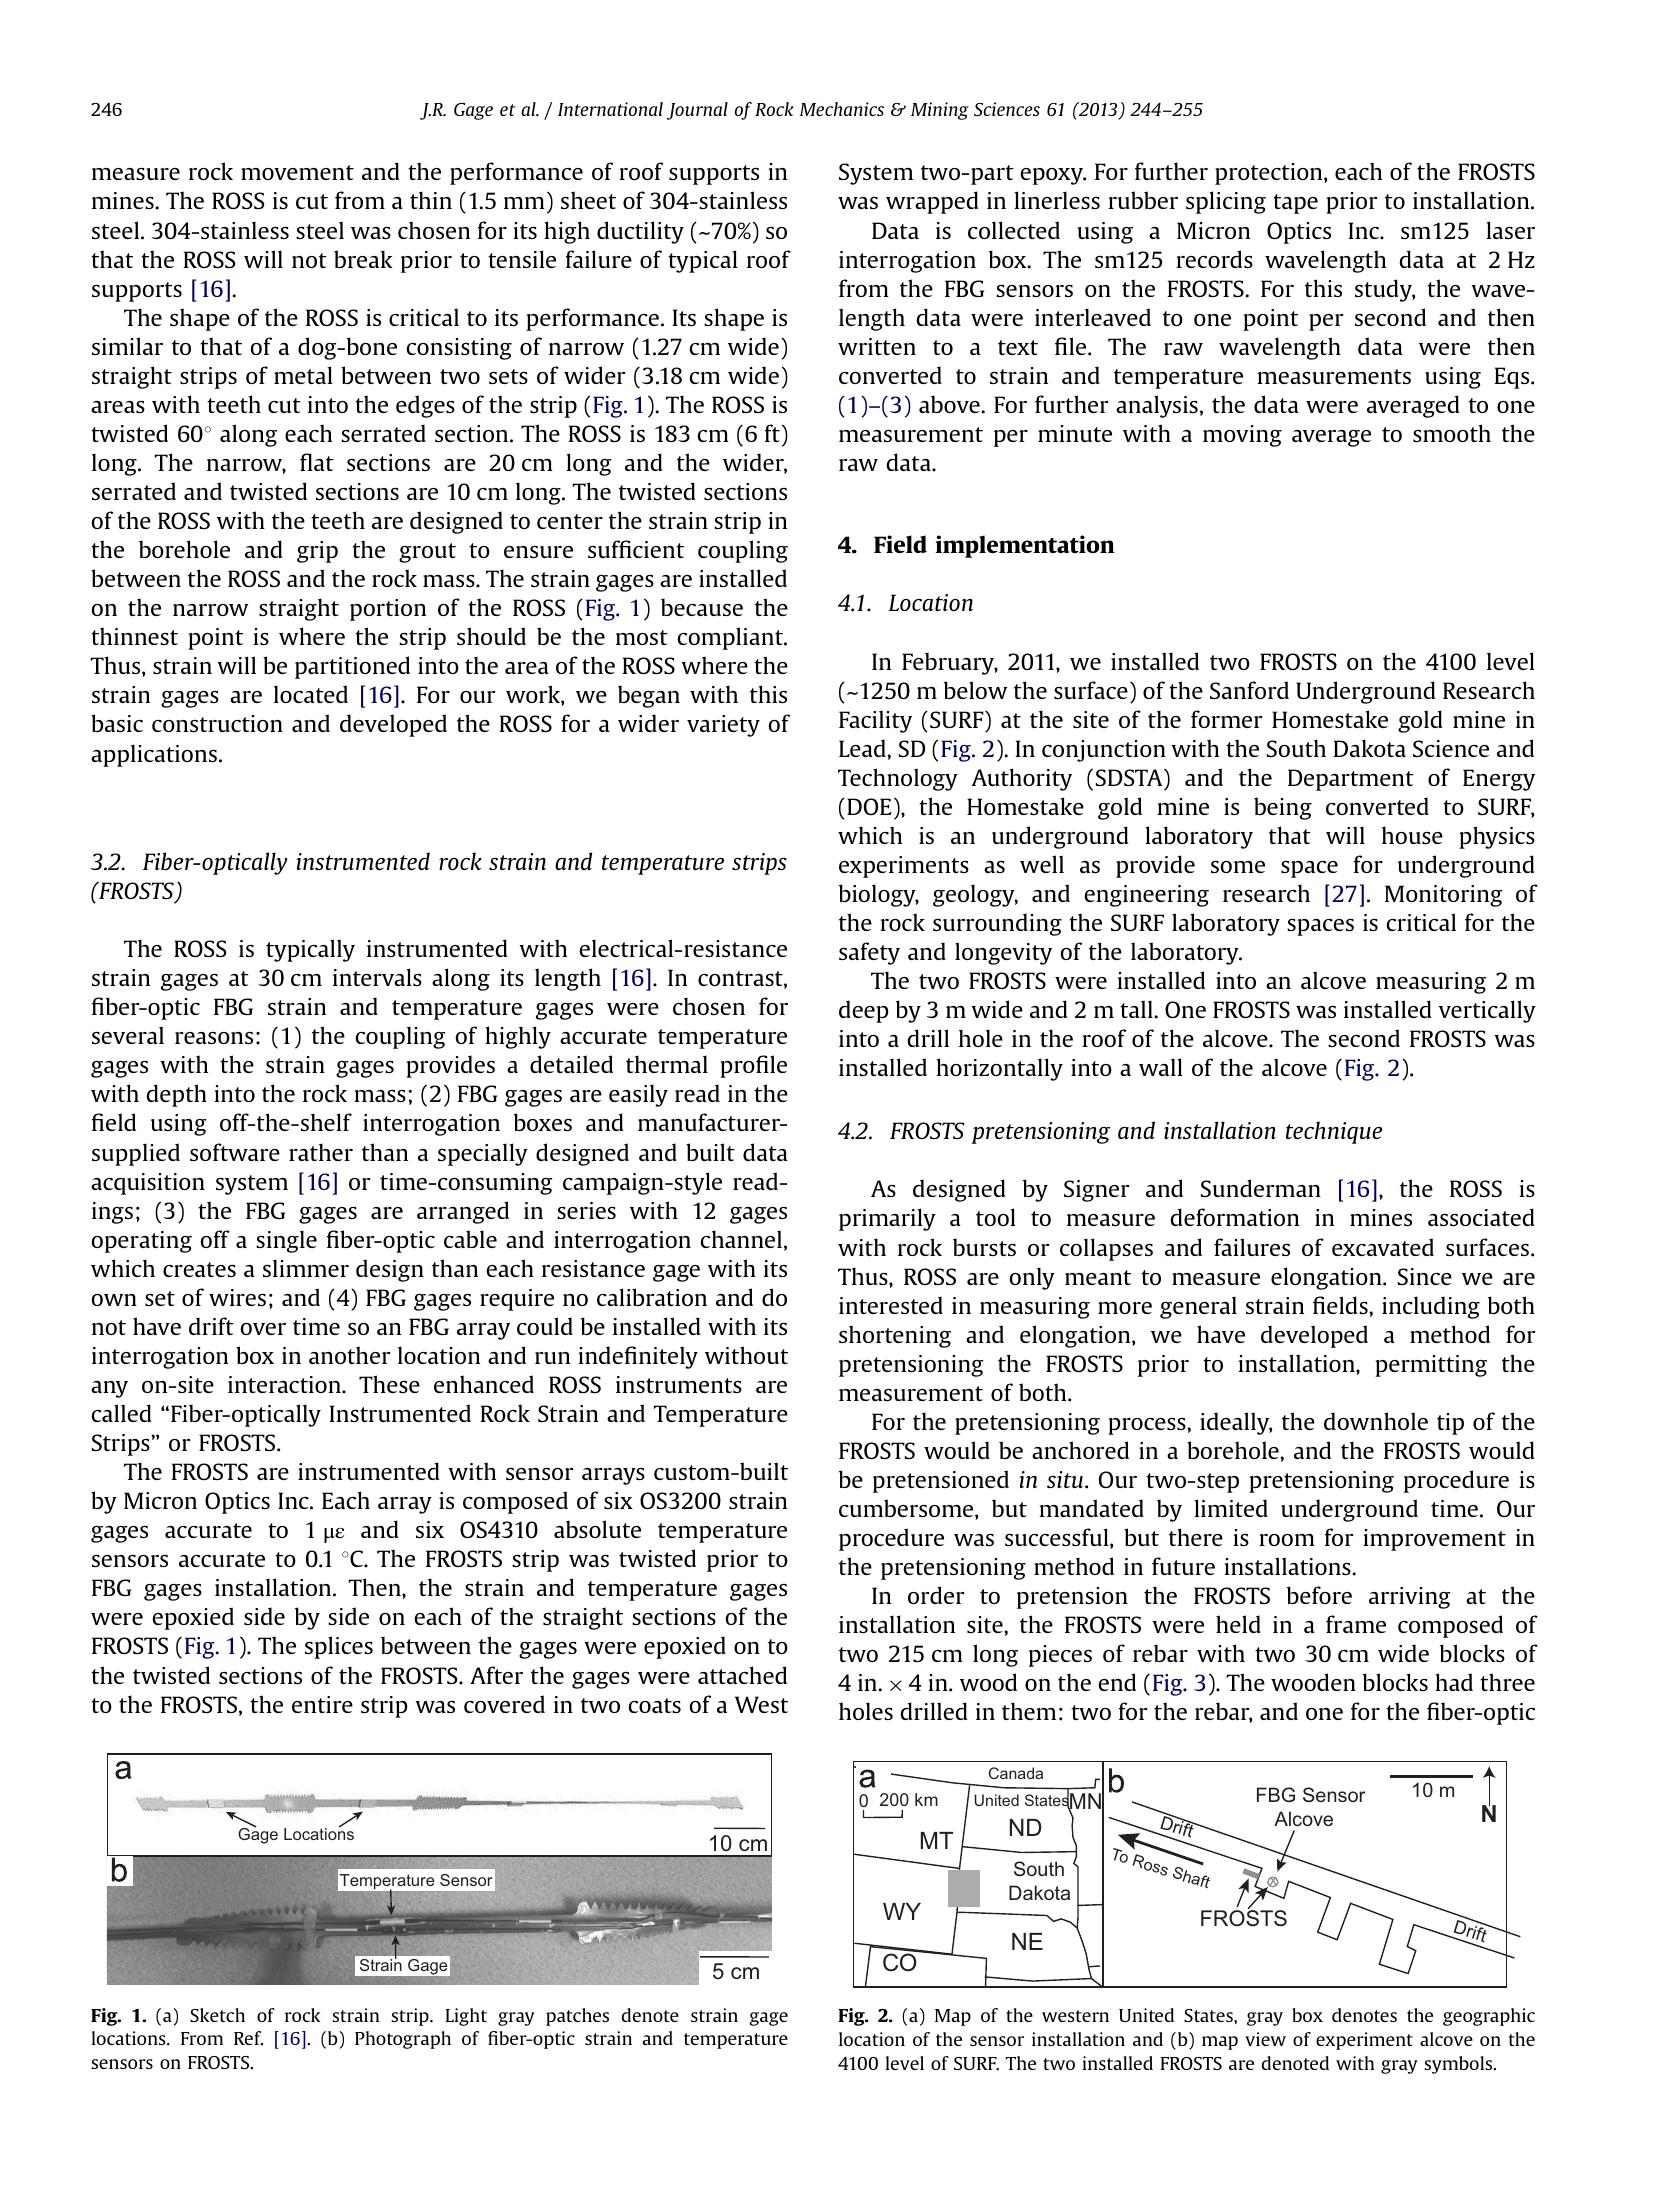 246
J.R. Gage et al. / International Journal of Rock Mechanics & Mining Sciences 61 (2013) 244–255
measure rock movement and the performance of roof supports in
mines. The ROSS is cut from a thin (1.5 mm) sheet of 304-stainless
steel. 304-stainless steel was chosen for its high ductility (~70%) so
that the ROSS will not break prior to tensile failure of typical roof
supports [16].
The shape of the ROSS is critical to its performance. Its shape is
similar to that of a dog-bone consisting of narrow (1.27 cm wide)
straight strips of metal between two sets of wider (3.18 cm wide)
areas with teeth cut into the edges of the strip (Fig. 1). The ROSS is
twisted 60° along each serrated section. The ROSS is 183 cm (6 ft)
long. The narrow, flat sections are 20 cm long and the wider,
serrated and twisted sections are 10 cm long. The twisted sections
of the ROSS with the teeth are designed to center the strain strip in
the borehole and grip the grout to ensure sufficient coupling
between the ROSS and the rock mass. The strain gages are installed
on the narrow straight portion of the ROSS (Fig. 1) because the
thinnest point is where the strip should be the most compliant.
Thus, strain will be partitioned into the area of the ROSS where the
strain gages are located [16]. For our work, we began with this
basic construction and developed the ROSS for a wider variety of
applications.
3.2. Fiber-optically instrumented rock strain and temperature strips
(FROSTS)
The ROSS is typically instrumented with electrical-resistance
strain gages at 30 cm intervals along its length [16]. In contrast,
fiber-optic FBG strain and temperature gages were chosen for
several reasons: (1) the coupling of highly accurate temperature
gages with the strain gages provides a detailed thermal profile
with depth into the rock mass; (2) FBG gages are easily read in the
field using off-the-shelf interrogation boxes and manufacturer-
supplied software rather than a specially designed and built data
acquisition system [16] or time-consuming campaign-style read-
ings; (3) the FBG gages are arranged in series with 12 gages
operating off a single fiber-optic cable and interrogation channel,
which creates a slimmer design than each resistance gage with its
own set of wires; and (4) FBG gages require no calibration and do
not have drift over time so an FBG array could be installed with its
interrogation box in another location and run indefinitely without
any on-site interaction. These enhanced ROSS instruments are
called “Fiber-optically Instrumented Rock Strain and Temperature
Strips” or FROSTS.
The FROSTS are instrumented with sensor arrays custom-built
by Micron Optics Inc. Each array is composed of six OS3200 strain
gages accurate to 1 με and six OS4310 absolute temperature
sensors accurate to 0.1 °C. The FROSTS strip was twisted prior to
FBG gages installation. Then, the strain and temperature gages
were epoxied side by side on each of the straight sections of the
FROSTS (Fig. 1). The splices between the gages were epoxied on to
the twisted sections of the FROSTS. After the gages were attached
to the FROSTS, the entire strip was covered in two coats of a West
a
Gage Locations
10 cm
b
Temperature Sensor
Strain Gage
5 cm
Fig. 1. (a) Sketch of rock strain strip. Light gray patches denote strain gage
locations. From Ref. [16]. (b) Photograph of fiber-optic strain and temperature
sensors on FROSTS.
System two-part epoxy. For further protection, each of the FROSTS
was wrapped in linerless rubber splicing tape prior to installation.
Data is collected using a Micron Optics Inc. sm125 laser
interrogation box. The sm125 records wavelength data at 2 Hz
from the FBG sensors on the FROSTS. For this study, the wave-
length data were interleaved to one point per second and then
written to a text file. The raw wavelength data were then
converted to strain and temperature measurements using Eqs.
(1)–(3) above. For further analysis, the data were averaged to one
measurement per minute with a moving average to smooth the
raw data.
4. Field implementation
4.1. Location
In February, 2011, we installed two FROSTS on the 4100 level
(~1250 m below the surface) of the Sanford Underground Research
Facility (SURF) at the site of the former Homestake gold mine in
Lead, SD (Fig. 2). In conjunction with the South Dakota Science and
Technology Authority (SDSTA) and the Department of Energy
(DOE), the Homestake gold mine is being converted to SURF,
which is an underground laboratory that will house physics
experiments as well as provide some space for underground
biology, geology, and engineering research [27]. Monitoring of
the rock surrounding the SURF laboratory spaces is critical for the
safety and longevity of the laboratory.
The two FROSTS were installed into an alcove measuring 2 m
deep by 3 m wide and 2 m tall. One FROSTS was installed vertically
into a drill hole in the roof of the alcove. The second FROSTS was
installed horizontally into a wall of the alcove (Fig. 2).
4.2. FROSTS pretensioning and installation technique
As designed by Signer and Sunderman [16], the ROSS is
primarily a tool to measure deformation in mines associated
with rock bursts or collapses and failures of excavated surfaces.
Thus, ROSS are only meant to measure elongation. Since we are
interested in measuring more general strain fields, including both
shortening and elongation, we have developed a method for
pretensioning the FROSTS prior to installation, permitting the
measurement of both.
For the pretensioning process, ideally, the downhole tip of the
FROSTS would be anchored in a borehole, and the FROSTS would
be pretensioned in situ. Our two-step pretensioning procedure is
cumbersome, but mandated by limited underground time. Our
procedure was successful, but there is room for improvement in
the pretensioning method in future installations.
In order to pretension the FROSTS before arriving at the
installation site, the FROSTS were held in a frame composed of
two 215 cm long pieces of rebar with two 30 cm wide blocks of
4 in. × 4 in. wood on the end (Fig. 3). The wooden blocks had three
holes drilled in them: two for the rebar, and one for the fiber-optic
a
Canada
0 200 km
United States
MN
MT
ND
South
Dakota
WY
NE
CO
b
10 m
N
FBG Sensor
Alcove
Drift
To Ross Shaft
FROSTS
Drift
Fig. 2. (a) Map of the western United States, gray box denotes the geographic
location of the sensor installation and (b) map view of experiment alcove on the
4100 level of SURF. The two installed FROSTS are denoted with gray symbols.